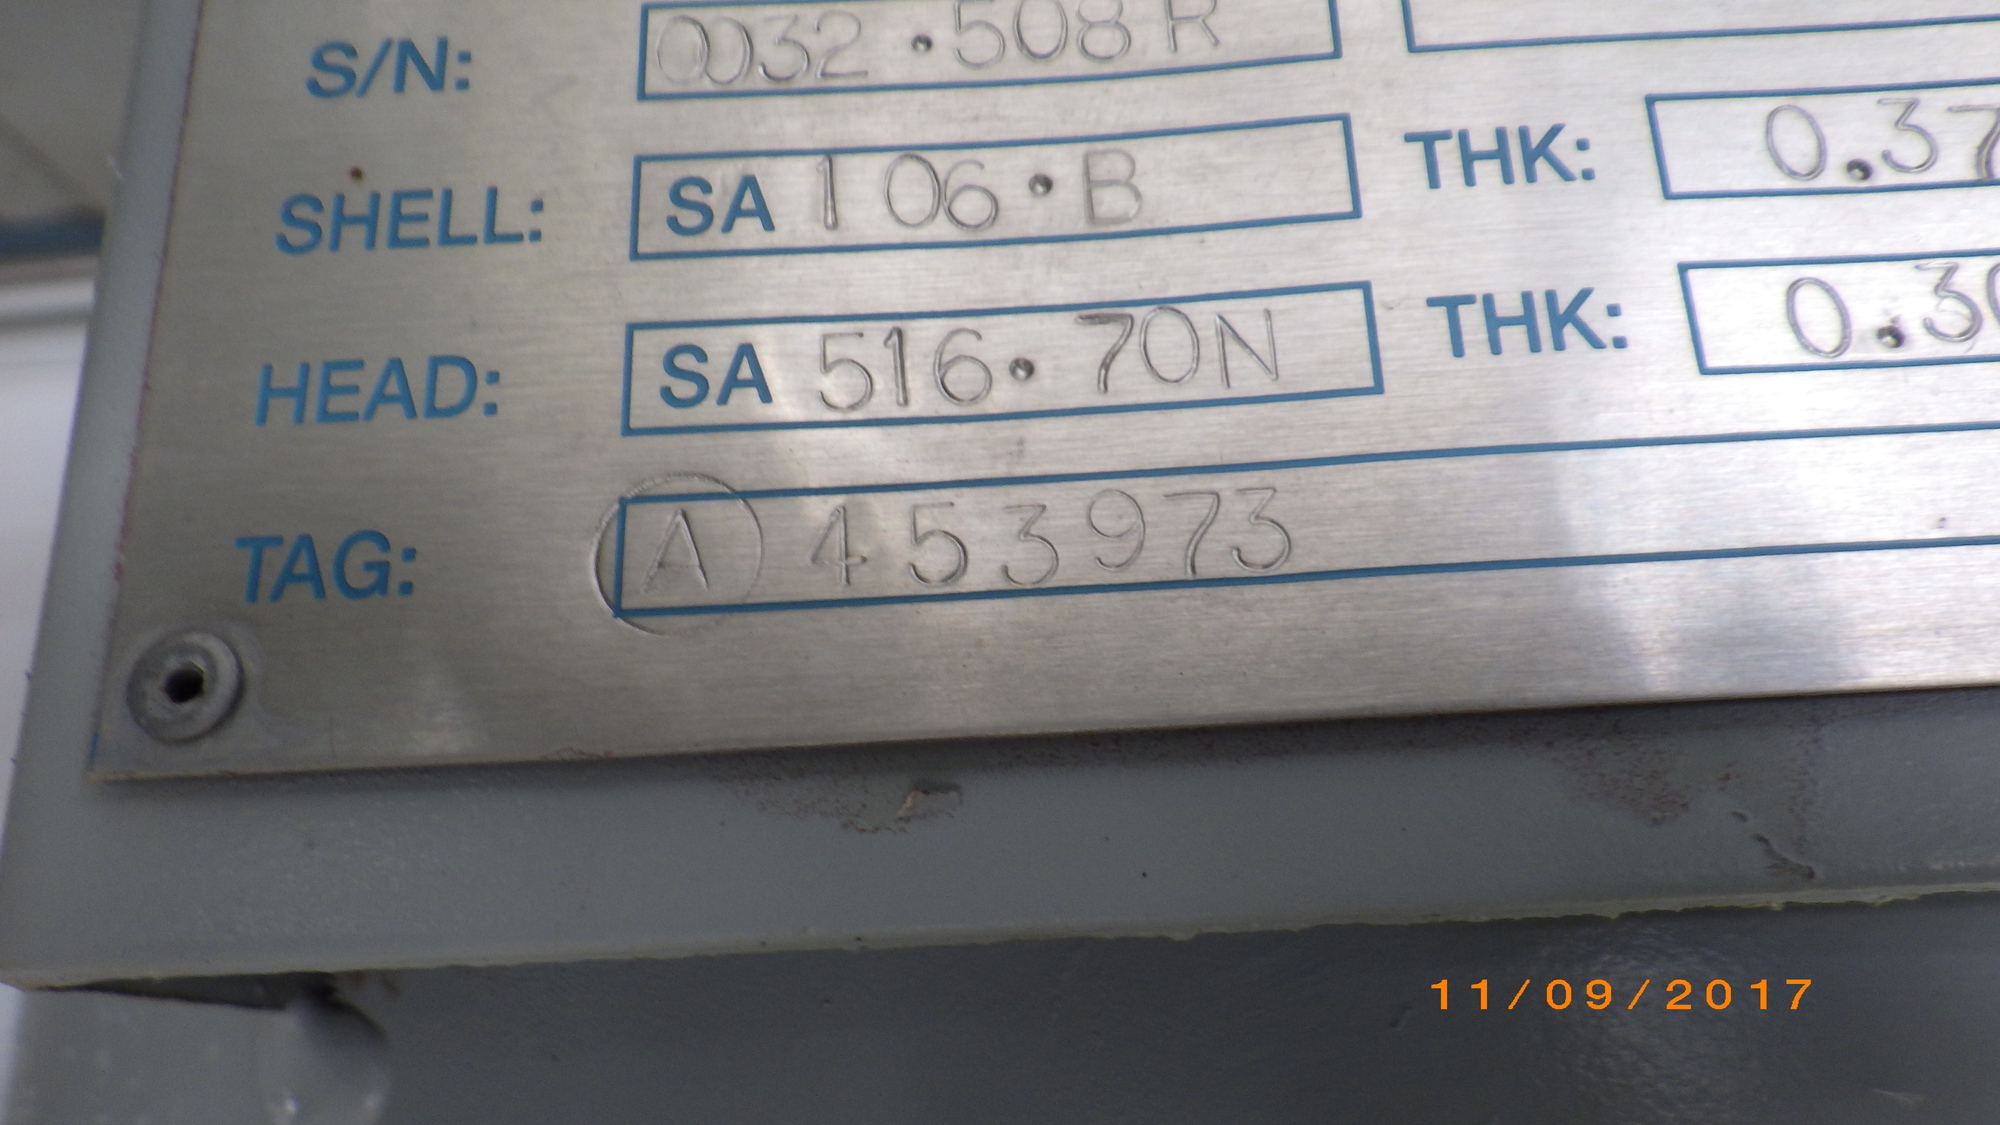 S/N: 0032.508R
SHELL: SA 106.B THK: 0.37
HEAD: SA 516.70N THK: 0.3
TAG: A 453973
11/09/2017